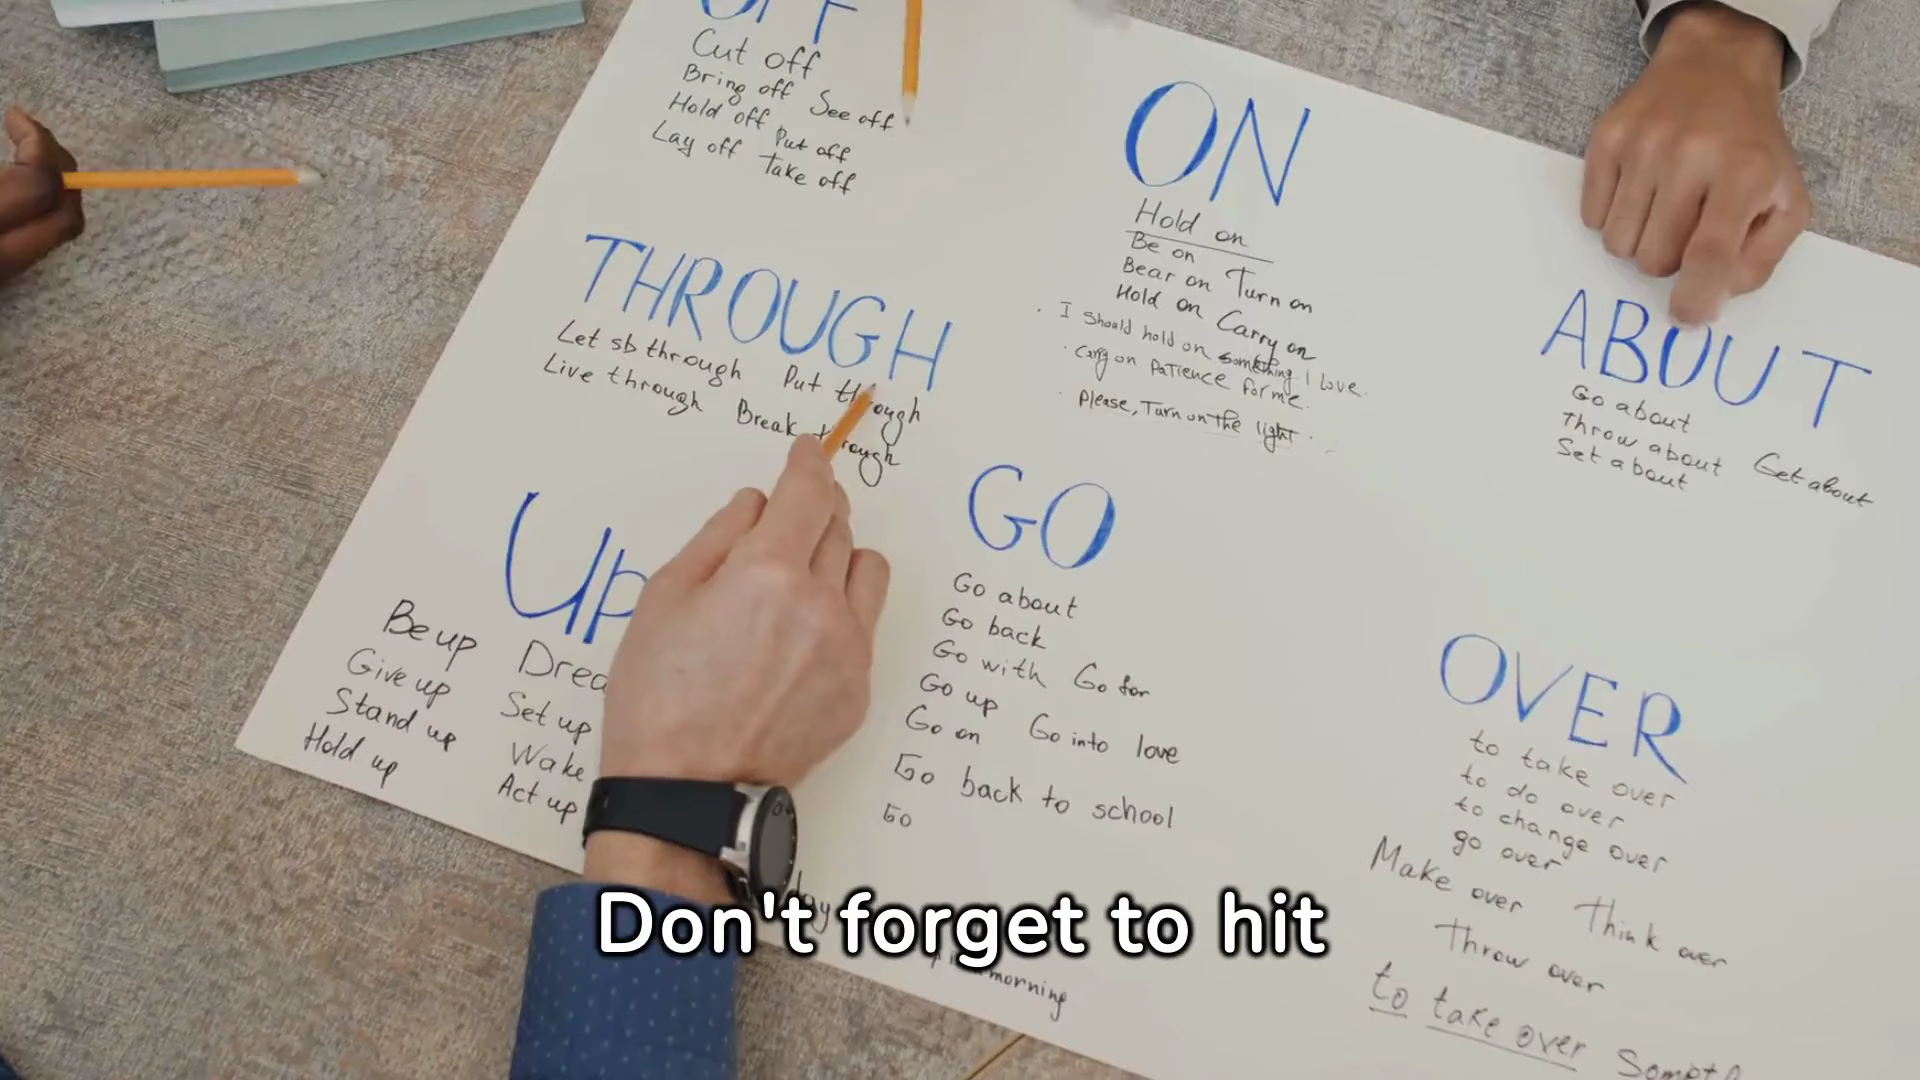 OFF
Cut off
Bring off See off
Hold off Put off
Lay off Take off
ON
Hold on
Be on
Bear on Turn on
Hold on Carry on
I should hold on something I love.
Carry on patience for me.
Please, Turn on the light.
ABOUT
Go about
Throw about Get about
Set about
THROUGH
Let sb through Put through
Live through Break through
UP
Be up
Give up Set up
Stand up Wake
Hold up Act up
GO
Go about
Go back
Go with Go for
Go up Go into love
Go on
Go back to school
Go
OVER
to take over
to do over
to change over
go over
Make over Think over
Throw over
to take over
morning
Don't forget to hit